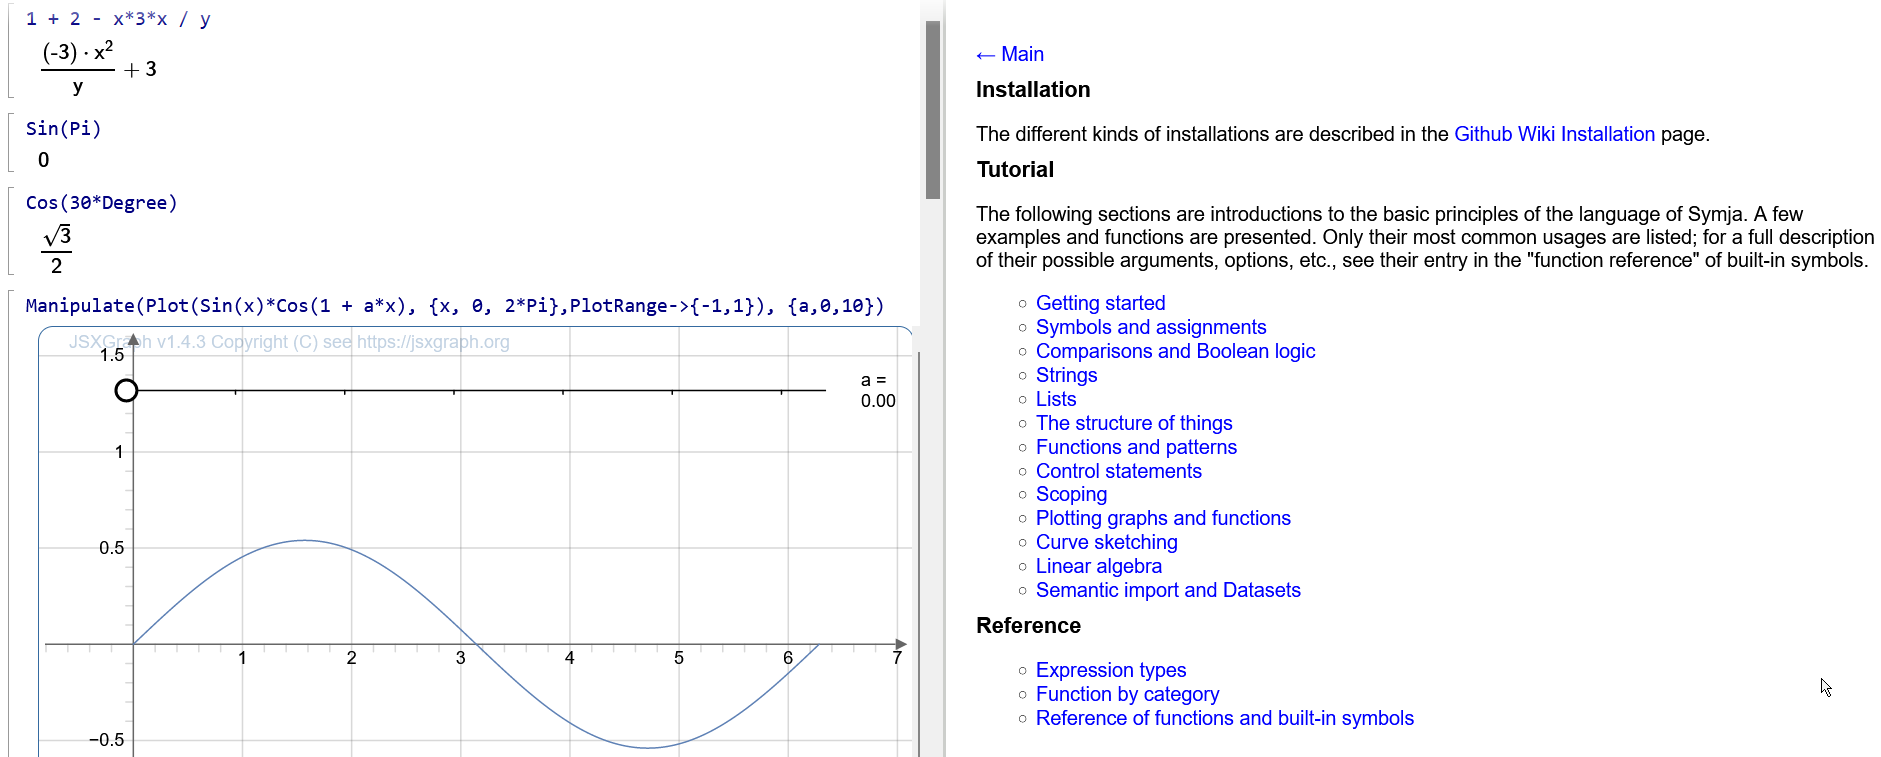 1 + 2 - x*3*x / y
(-3) · x²
y
+ 3
Sin(Pi)
0
Cos(30*Degree)
√3
2
Manipulate(Plot(Sin(x)*Cos(1 + a*x), {x, 0, 2*Pi},PlotRange->{-1,1}), {a,0,10})
JSXGraph v1.4.3 Copyright (C) see https://jsxgraph.org
1.5
a =
0.00
1
0.5
1 2 3 4 5 6 7
−0.5
← Main
Installation
The different kinds of installations are described in the Github Wiki Installation page.
Tutorial
The following sections are introductions to the basic principles of the language of Symja. A few
examples and functions are presented. Only their most common usages are listed; for a full description
of their possible arguments, options, etc., see their entry in the "function reference" of built-in symbols.
Getting started
Symbols and assignments
Comparisons and Boolean logic
Strings
Lists
The structure of things
Functions and patterns
Control statements
Scoping
Plotting graphs and functions
Curve sketching
Linear algebra
Semantic import and Datasets
Reference
Expression types
Function by category
Reference of functions and built-in symbols